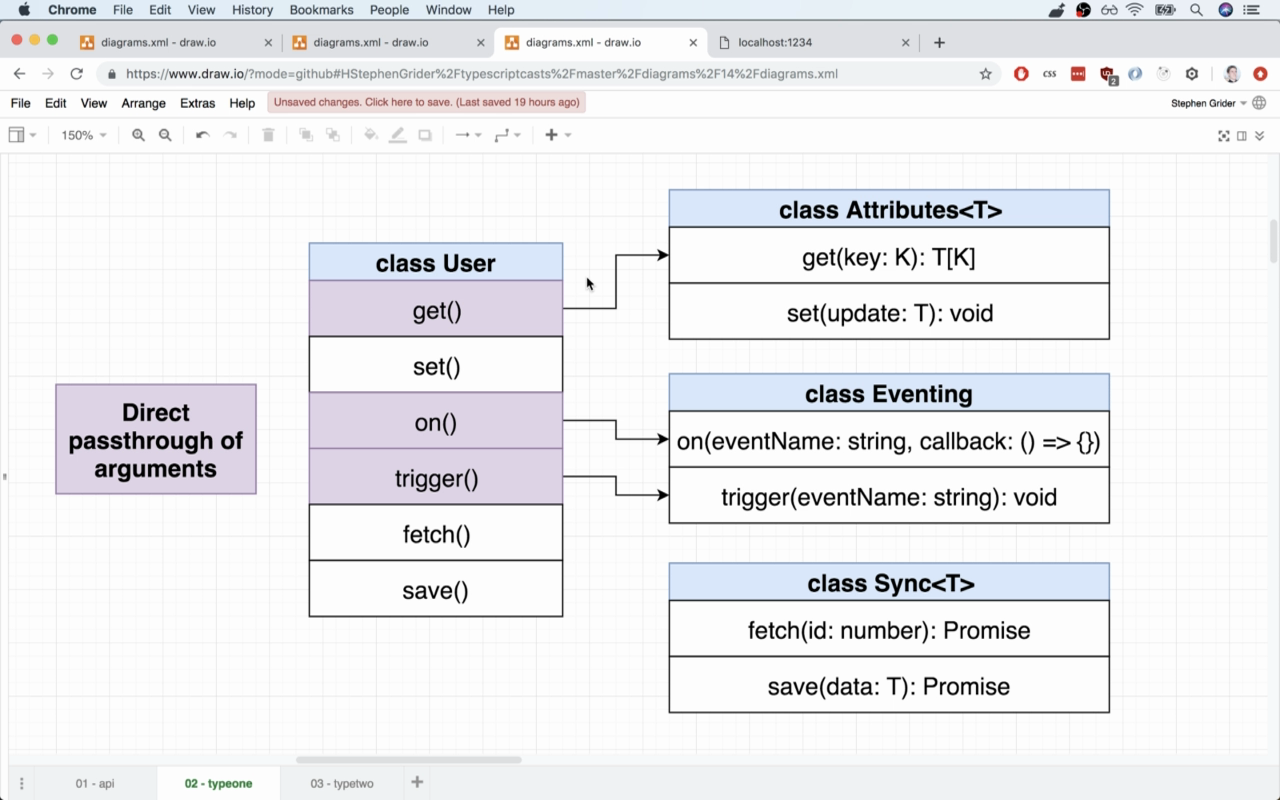 Chrome File Edit View History Bookmarks People Window Help
diagrams.xml - draw.io
diagrams.xml - draw.io
diagrams.xml - draw.io
localhost:1234
https://www.draw.io/?mode=github#HStephenGrider%2Ftypescriptcasts%2Fmaster%2Fdiagrams%2F14%2Fdiagrams.xml
css
2
File Edit View Arrange Extras Help
Unsaved changes. Click here to save. (Last saved 19 hours ago)
Stephen Grider
150%
Direct
passthrough of
arguments
class User
get()
set()
on()
trigger()
fetch()
save()
class Attributes<T>
get(key: K): T[K]
set(update: T): void
class Eventing
on(eventName: string, callback: () => {})
trigger(eventName: string): void
class Sync<T>
fetch(id: number): Promise
save(data: T): Promise
01 - api
02 - typeone
03 - typetwo